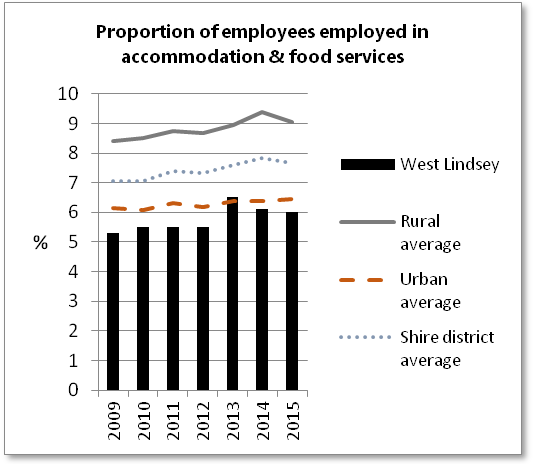 Proportion of employees employed in
accommodation & food services
10
9
8
7
6
5
4
3
2
1
0
%
2009
2010
2011
2012
2013
2014
2015
West Lindsey
Rural
average
Urban
average
Shire district
average